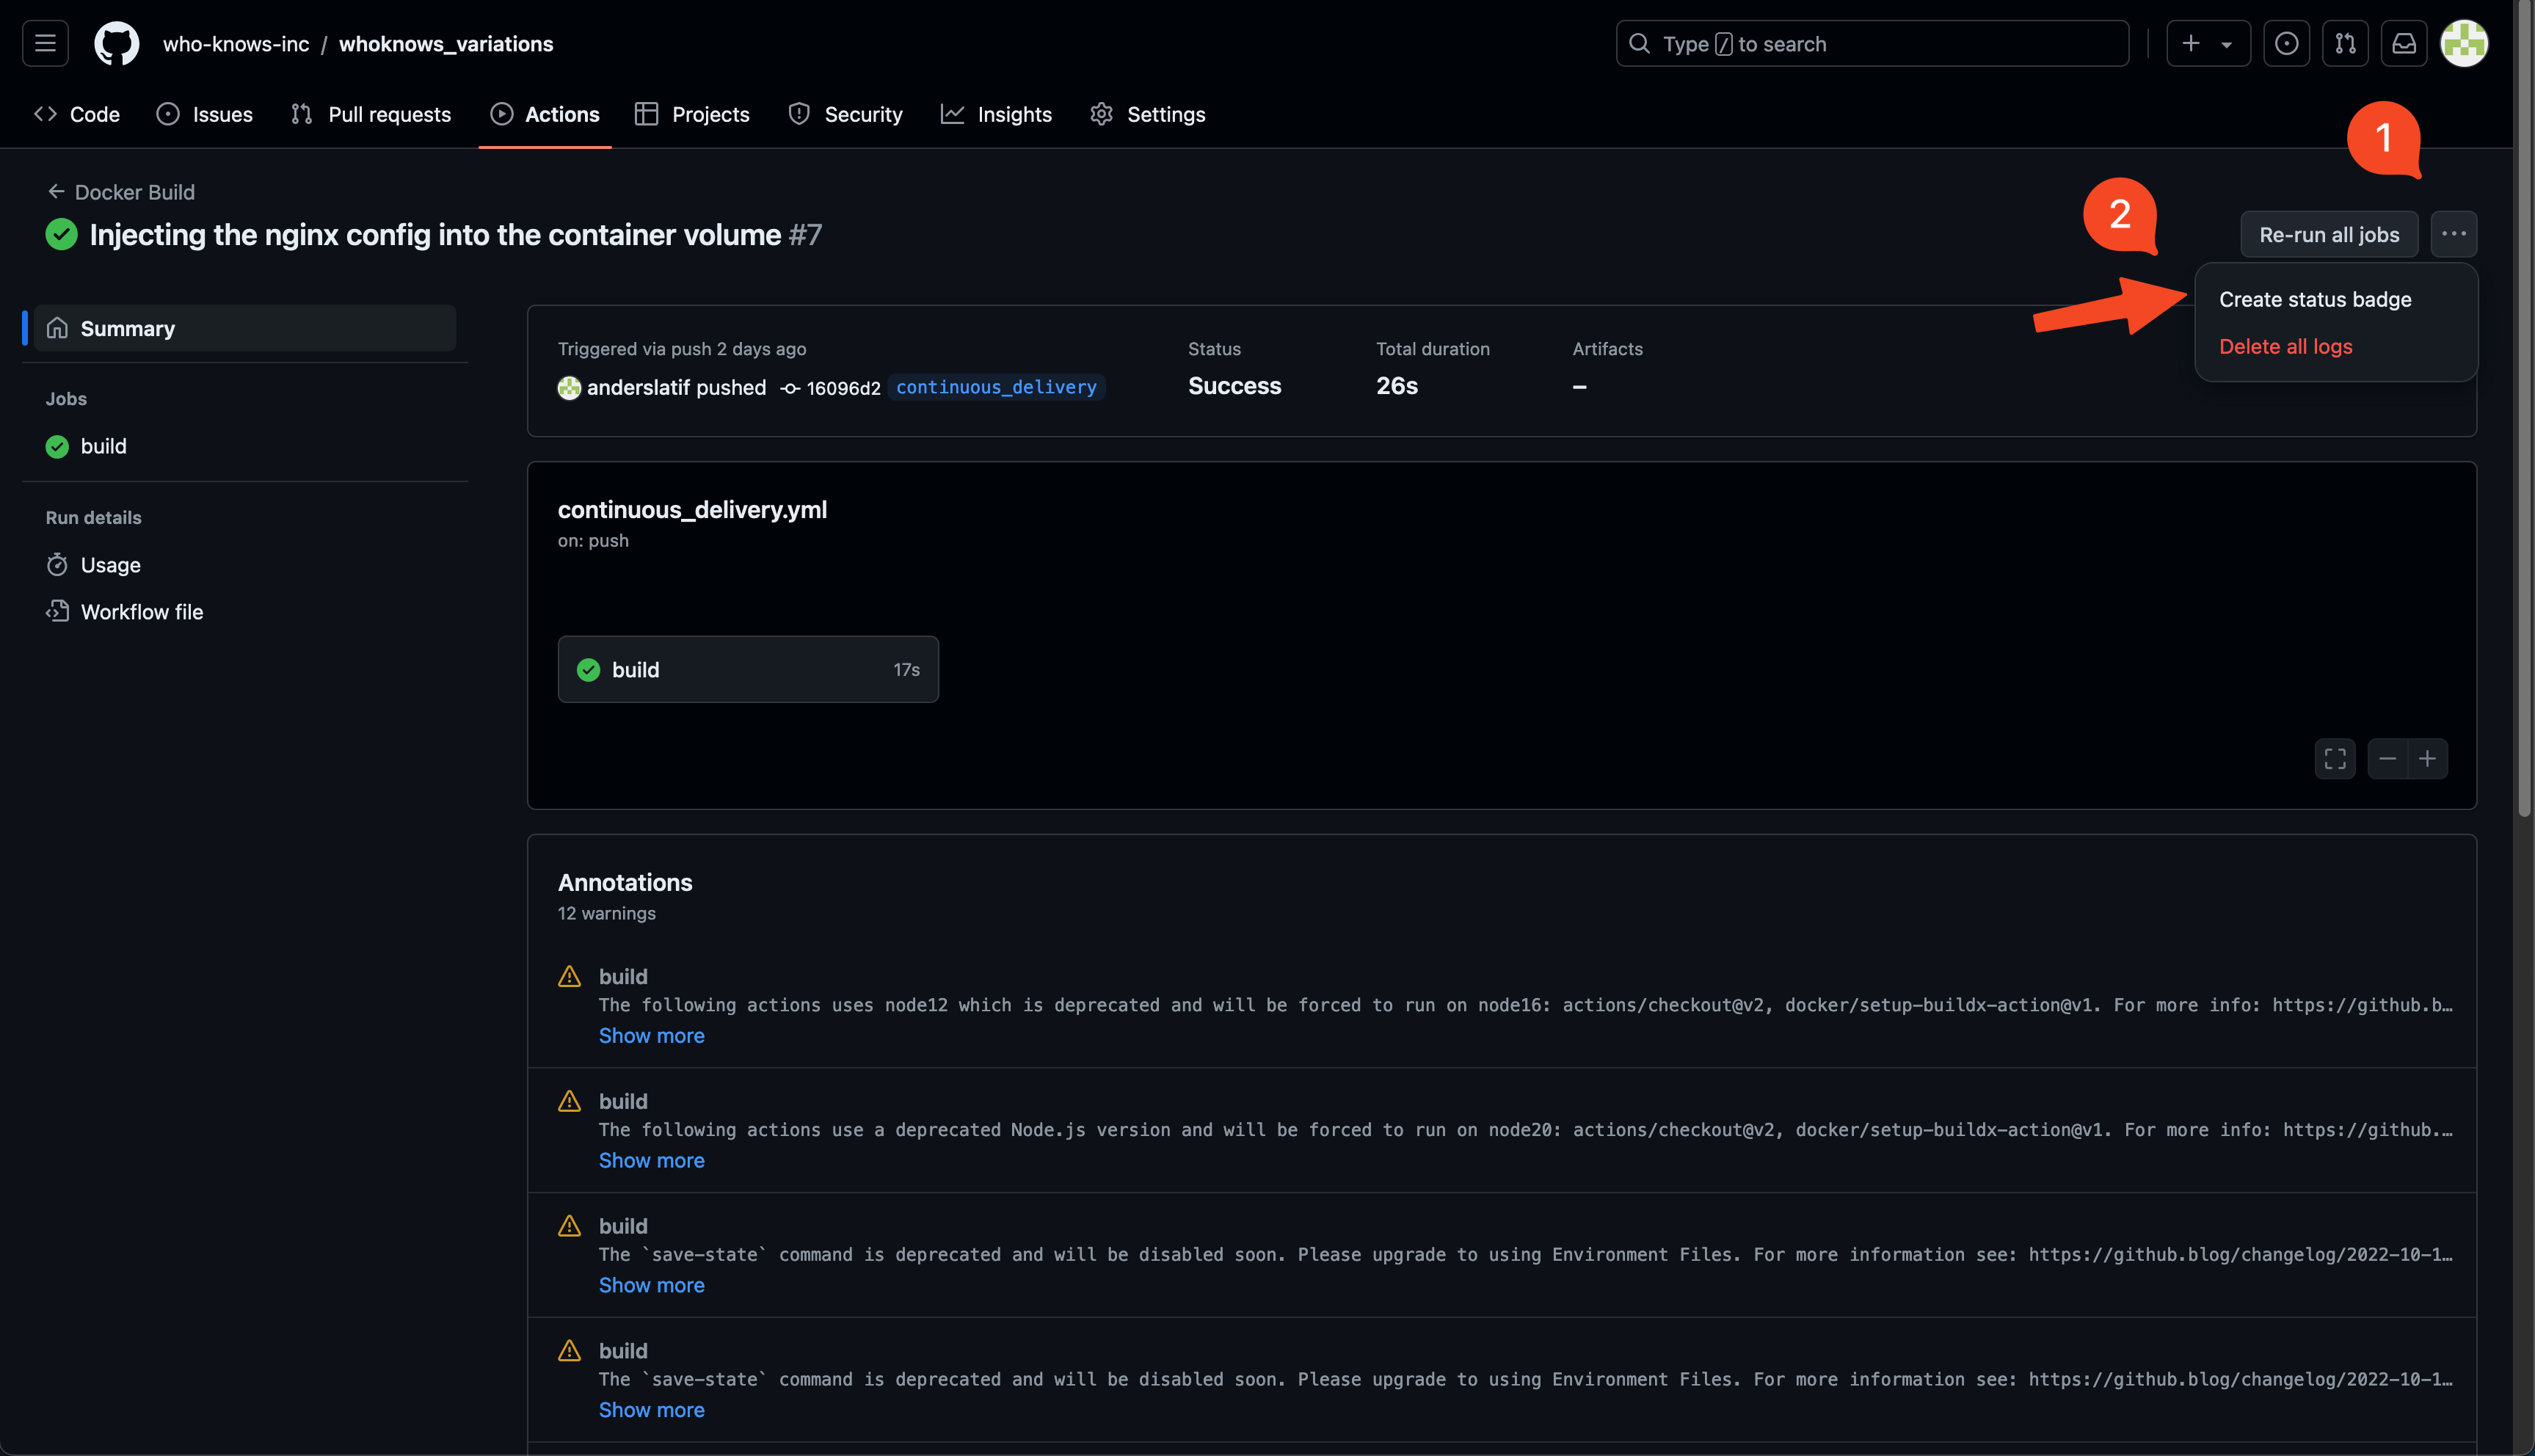 who-knows-inc / whoknows_variations
Type / to search
Code Issues Pull requests Actions Projects Security Insights Settings
1
← Docker Build
2
Injecting the nginx config into the container volume #7
Re-run all jobs ···
Create status badge
Delete all logs
Summary
Jobs
build
Run details
Usage
Workflow file
Triggered via push 2 days ago
anderslatif pushed 16096d2 continuous_delivery
Status
Success
Total duration
26s
Artifacts
–
continuous_delivery.yml
on: push
build 17s
Annotations
12 warnings
build
The following actions uses node12 which is deprecated and will be forced to run on node16: actions/checkout@v2, docker/setup-buildx-action@v1. For more info: https://github.b…
Show more
build
The following actions use a deprecated Node.js version and will be forced to run on node20: actions/checkout@v2, docker/setup-buildx-action@v1. For more info: https://github.…
Show more
build
The `save-state` command is deprecated and will be disabled soon. Please upgrade to using Environment Files. For more information see: https://github.blog/changelog/2022-10-1…
Show more
build
The `save-state` command is deprecated and will be disabled soon. Please upgrade to using Environment Files. For more information see: https://github.blog/changelog/2022-10-1…
Show more